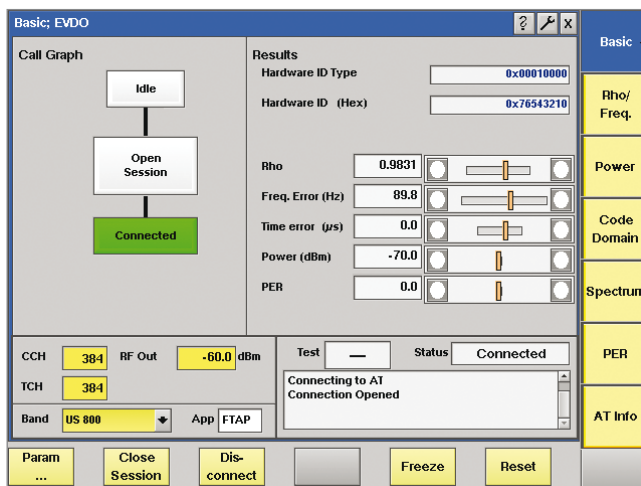 Basic; EVDO
? X
Basic
Call Graph
Idle
Open
Session
Connected
Results
Hardware ID Type 0x00010000
Hardware ID (Hex) 0x76543210
Rho 0.9831
Freq. Error (Hz) 89.8
Time error (µs) 0.0
Power (dBm) -70.0
PER 0.0
CCH 384 RF Out -60.0 dBm
TCH 384
Band US 800 App FTAP
Test — Status Connected
Connecting to AT
Connection Opened
Rho/
Freq.
Power
Code
Domain
Spectrum
PER
AT Info
Param
...
Close
Session
Dis-
connect
Freeze
Reset